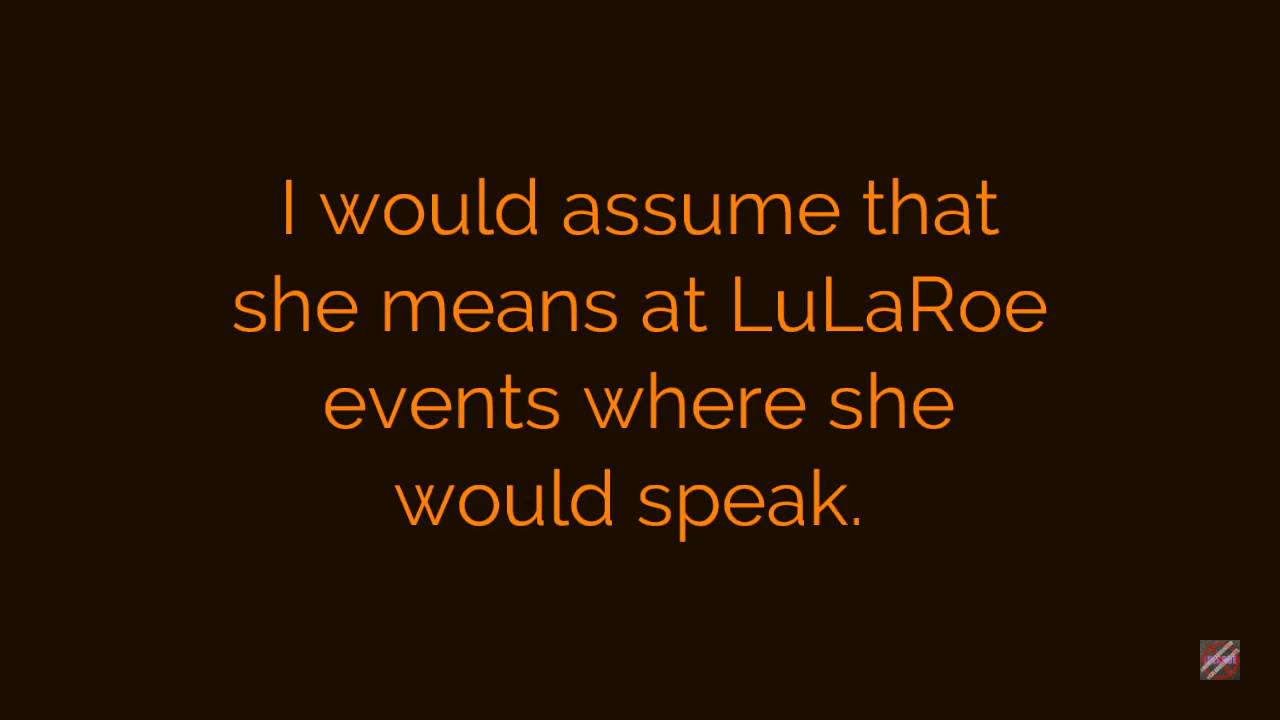 I would assume that
she means at LuLaRoe
events where she
would speak.